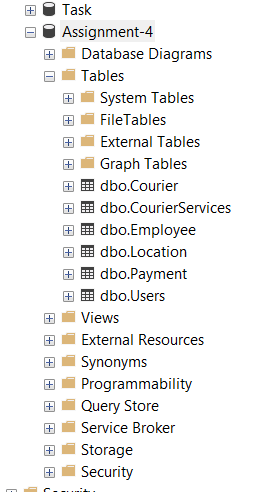 Task
Assignment-4
Database Diagrams
Tables
System Tables
FileTables
External Tables
Graph Tables
dbo.Courier
dbo.CourierServices
dbo.Employee
dbo.Location
dbo.Payment
dbo.Users
Views
External Resources
Synonyms
Programmability
Query Store
Service Broker
Storage
Security
Security